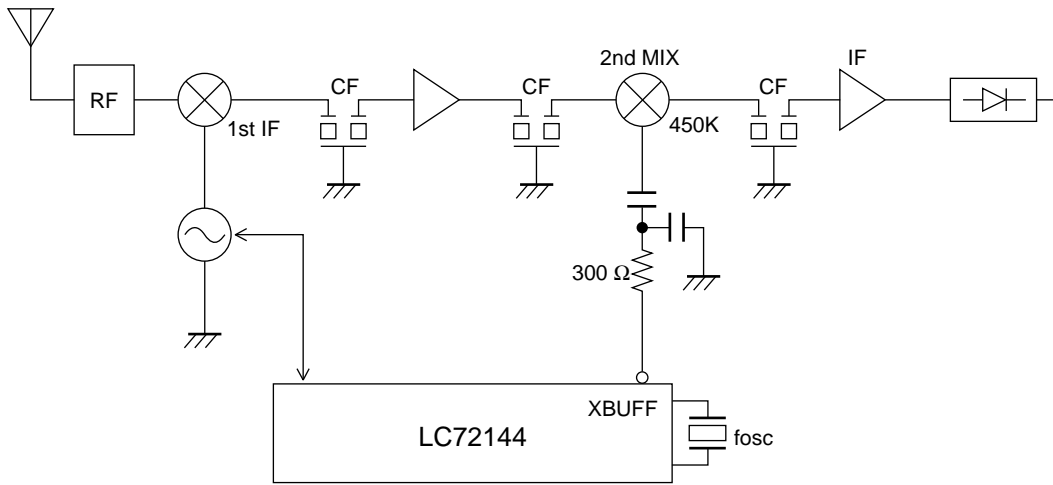 RF
1st IF
CF
CF
2nd MIX
450K
CF
IF
300 Ω
XBUFF
LC72144
fosc